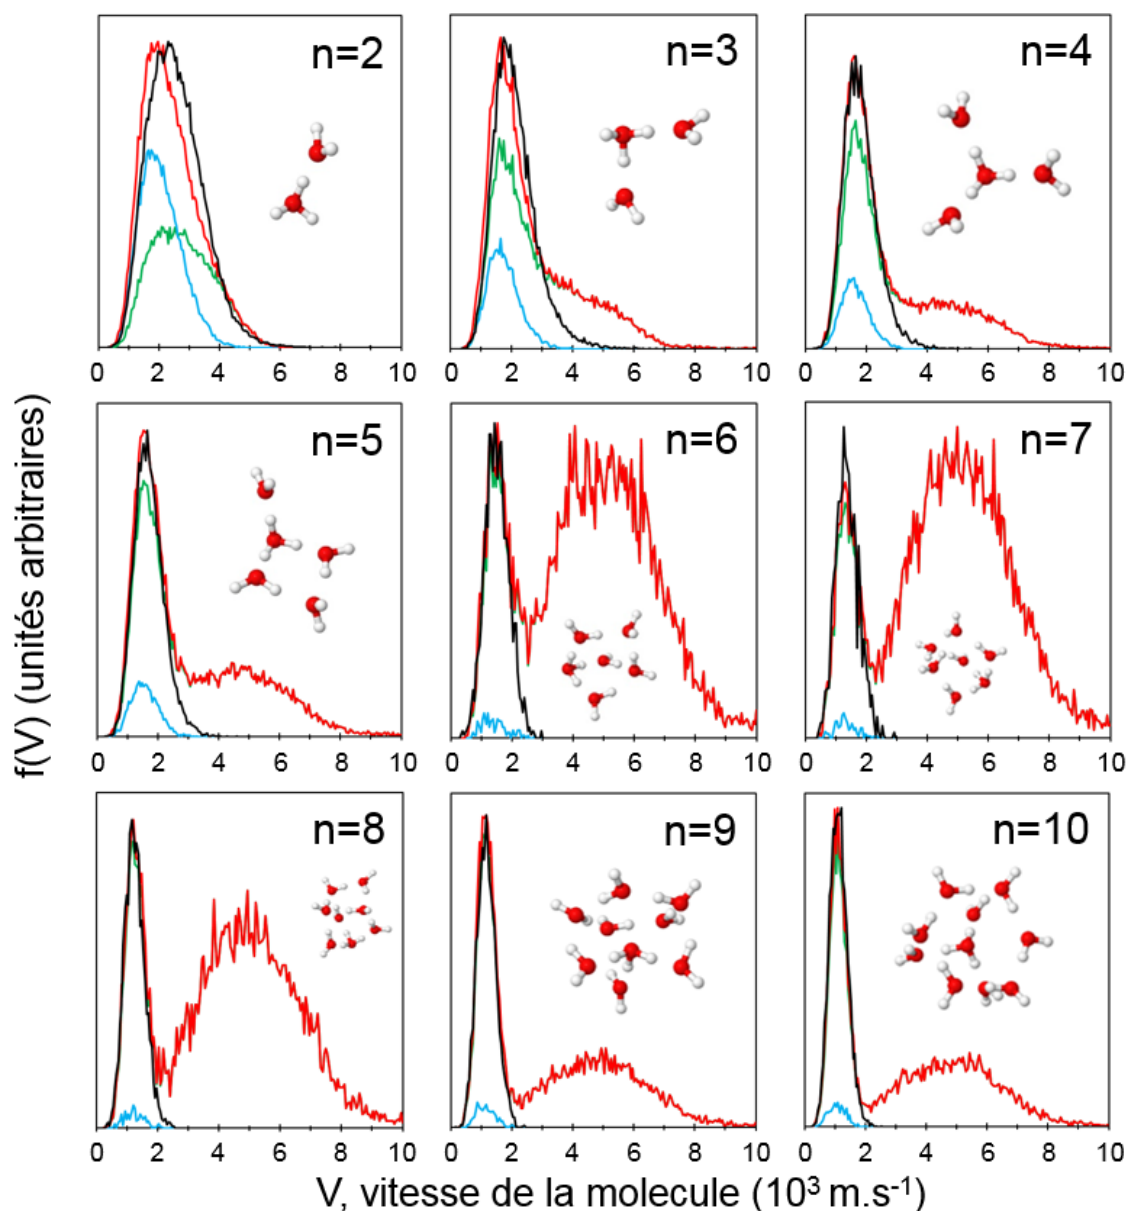 n=2
n=3
n=4
0 2 4 6 8 10
0 2 4 6 8 10
0 2 4 6 8 10
n=5
n=6
n=7
0 2 4 6 8 10
0 2 4 6 8 10
0 2 4 6 8 10
n=8
n=9
n=10
0 2 4 6 8 10
0 2 4 6 8 10
0 2 4 6 8 10
f(V) (unités arbitraires)
V, vitesse de la molecule (10³ m.s⁻¹)